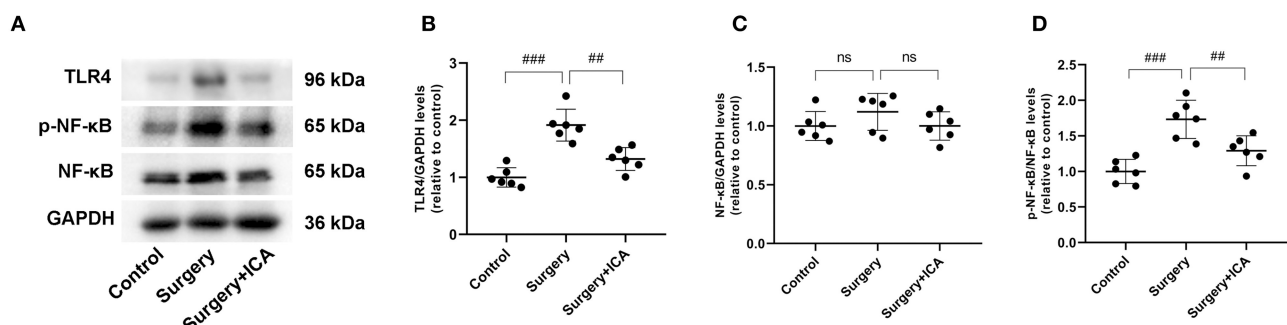 A
TLR4 96 kDa
p-NF-κB 65 kDa
NF-κB 65 kDa
GAPDH 36 kDa
Control
Surgery
Surgery+ICA
B
TLR4/GAPDH levels
(relative to control)
3
2
1
0
###
##
Control
Surgery
Surgery+ICA
C
NF-κB/GAPDH levels
(relative to control)
1.5
1.0
0.5
0.0
ns
ns
Control
Surgery
Surgery+ICA
D
p-NF-κB/NF-κB levels
(relative to control)
2.5
2.0
1.5
1.0
0.5
0.0
###
##
Control
Surgery
Surgery+ICA